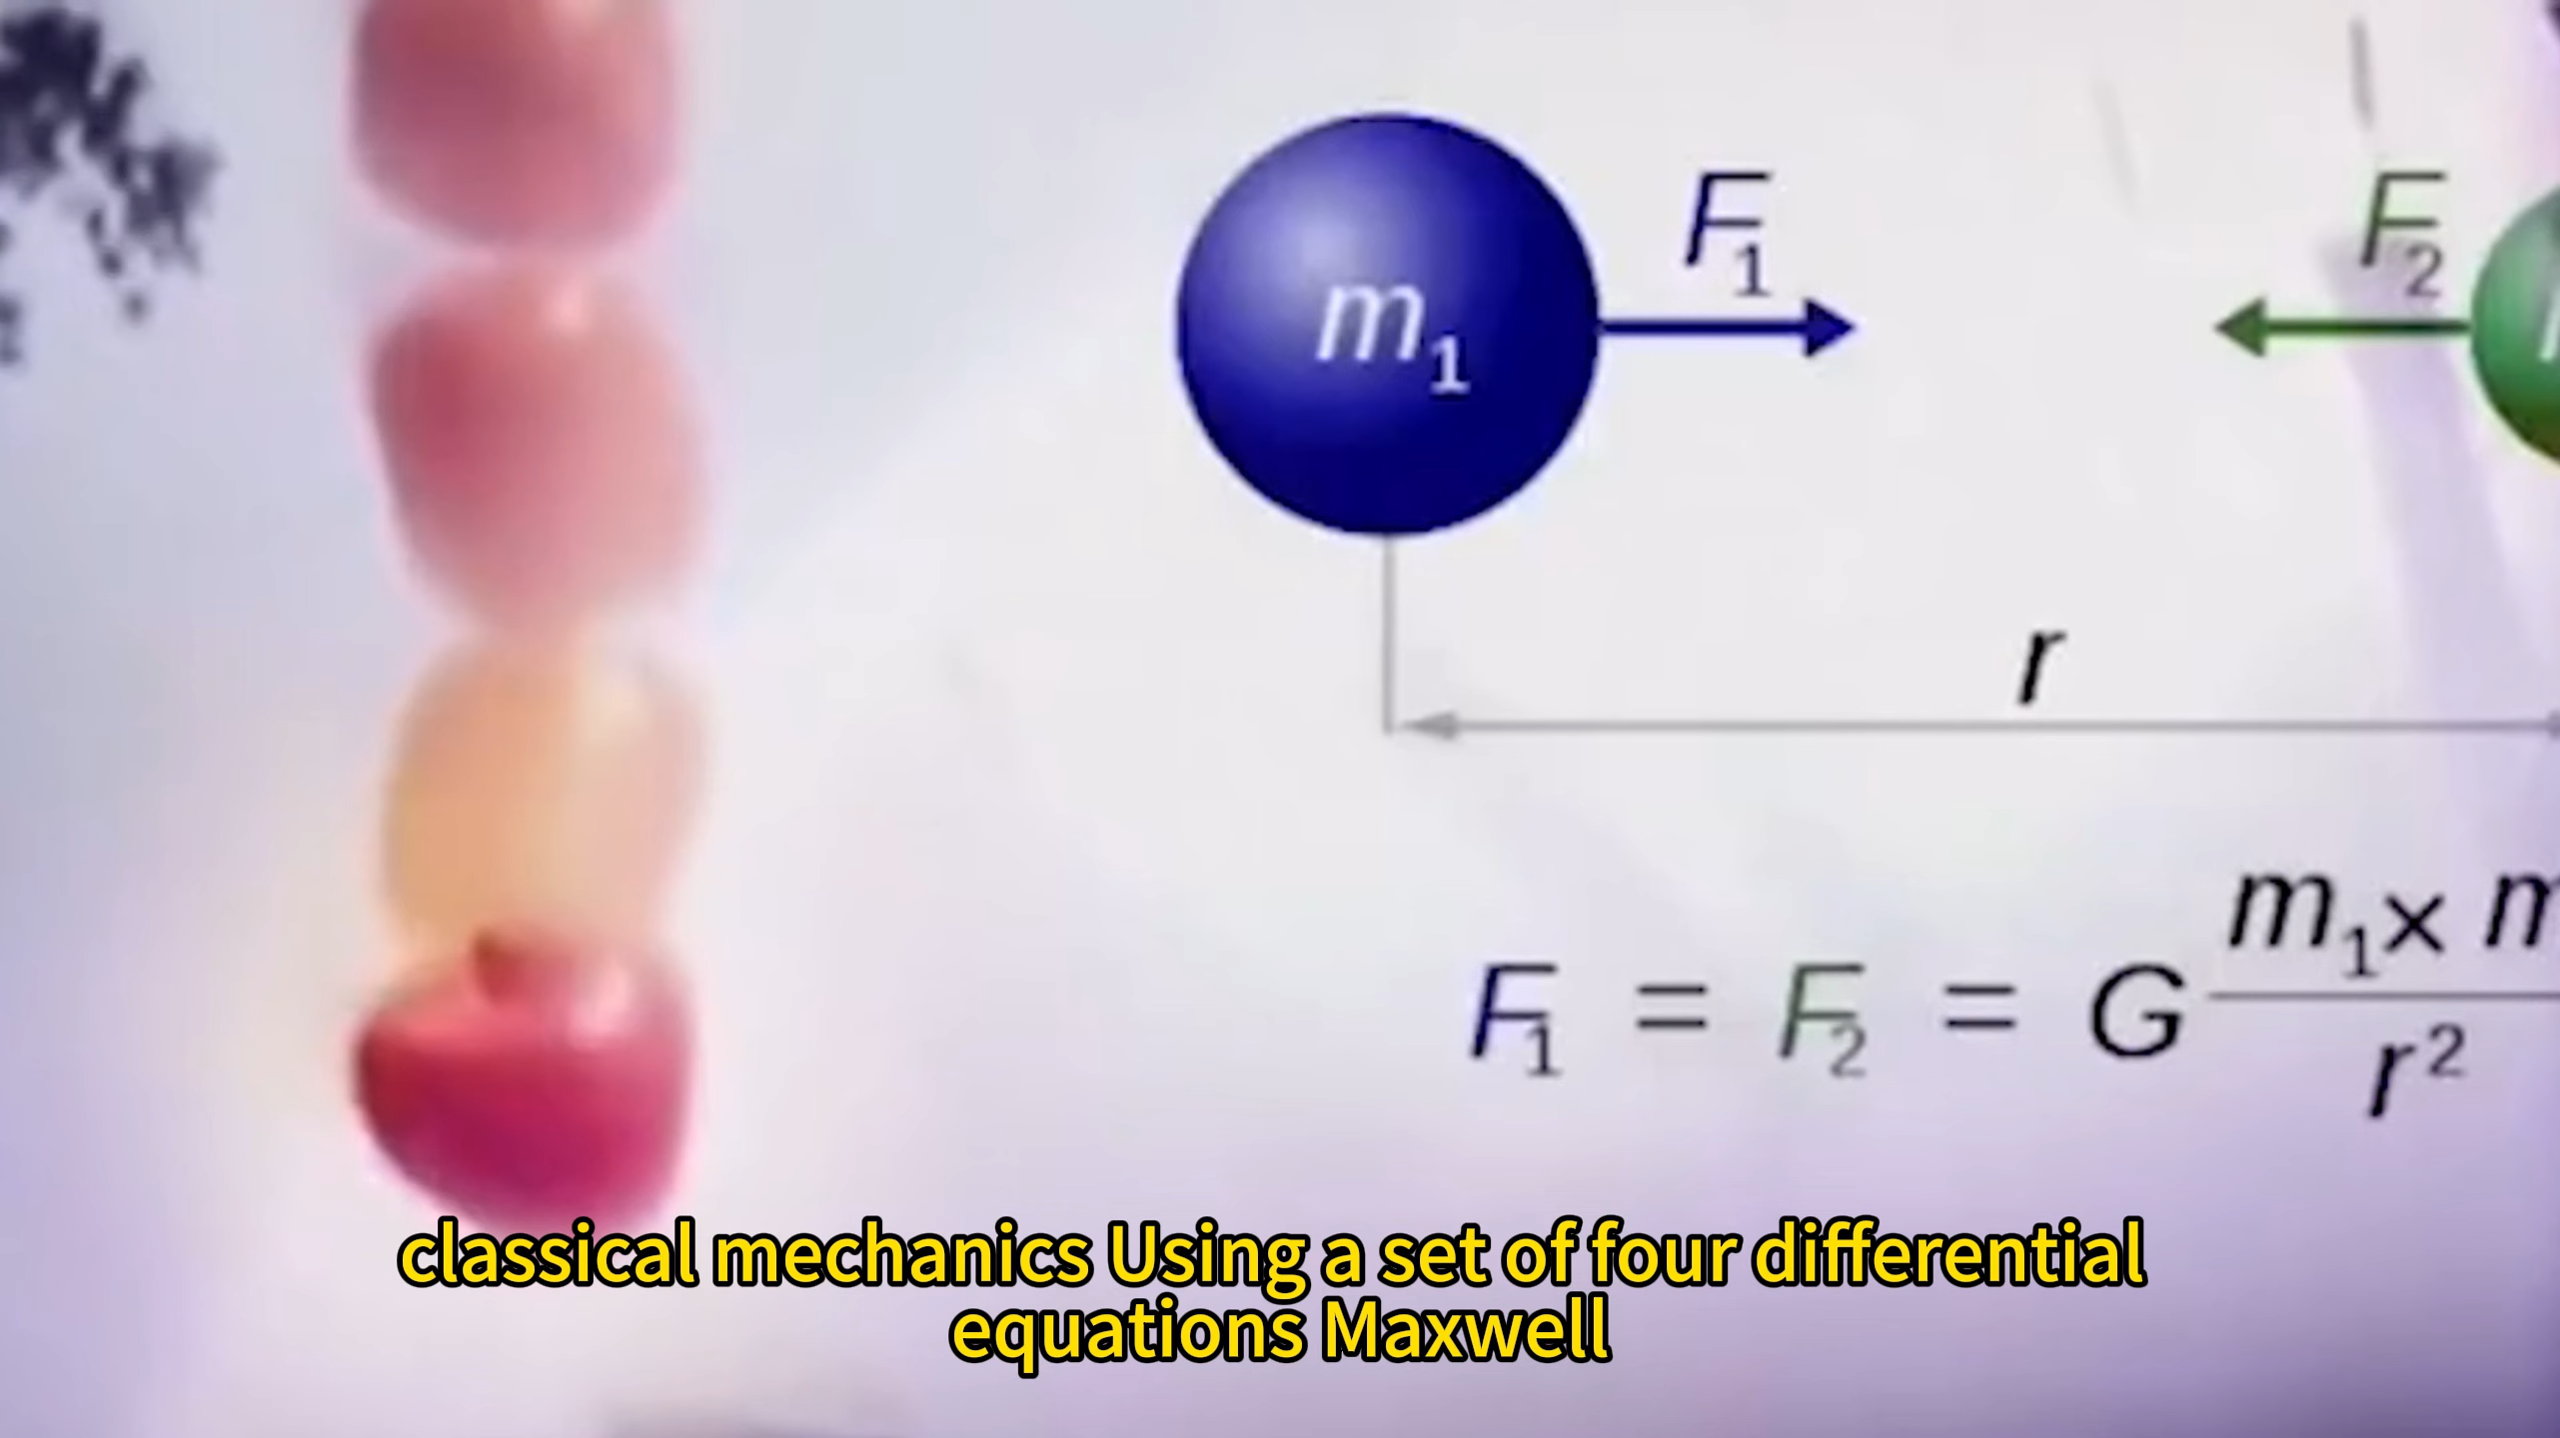 F₁
F₂
m₁
r
m₁ × m
F₁ = F₂ = G
r²
classical mechanics Using a set of four differential
equations Maxwell